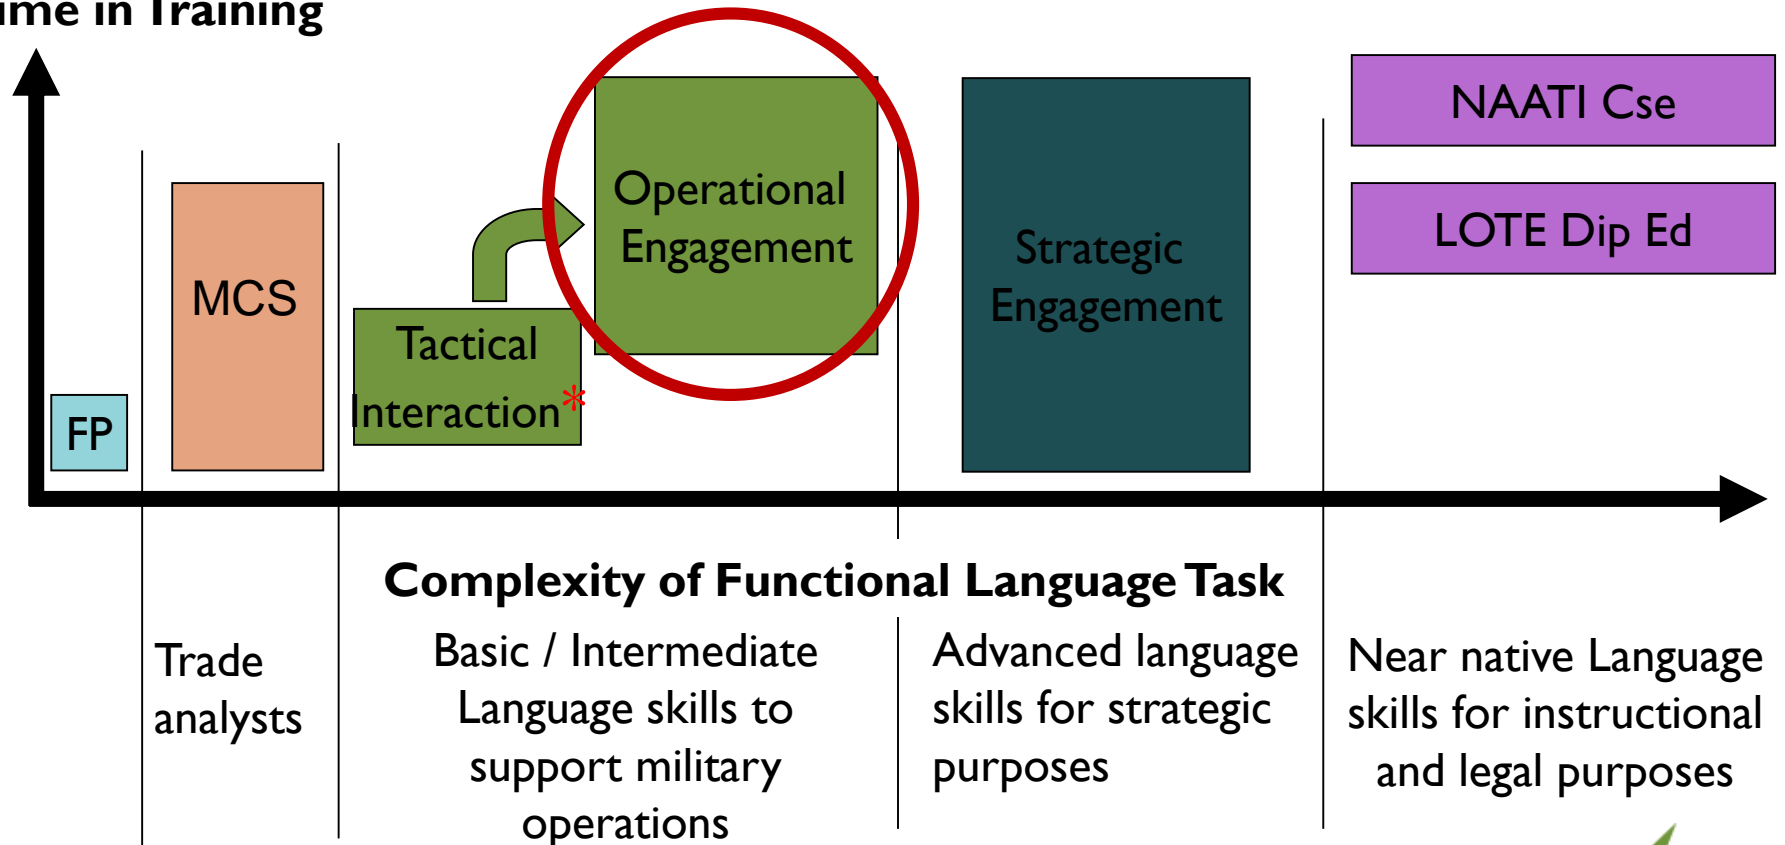 ime in Training
NAATI Cse
LOTE Dip Ed
Operational
Engagement
Strategic
Engagement
MCS
Tactical
Interaction*
FP
Complexity of Functional Language Task
Trade
analysts
Basic / Intermediate
Language skills to
support military
operations
Advanced language
skills for strategic
purposes
Near native Language
skills for instructional
and legal purposes